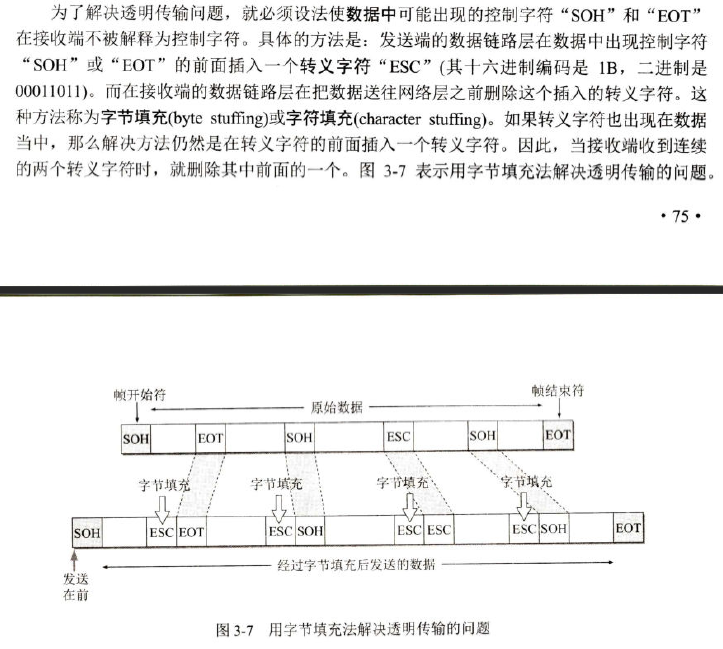 为了解决透明传输问题，就必须设法使数据中可能出现的控制字符“SOH”和“EOT”
在接收端不被解释为控制字符。具体的方法是：发送端的数据链路层在数据中出现控制字符
“SOH”或“EOT”的前面插入一个转义字符“ESC”(其十六进制编码是 1B，二进制是
00011011)。而在接收端的数据链路层在把数据送往网络层之前删除这个插入的转义字符。这
种方法称为字节填充(byte stuffing)或字符填充(character stuffing)。如果转义字符也出现在数据
当中，那么解决方法仍然是在转义字符的前面插入一个转义字符。因此，当接收端收到连续
的两个转义字符时，就删除其中前面的一个。图 3-7 表示用字节填充法解决透明传输的问题。
·75·
帧开始符
原始数据
帧结束符
SOH EOT SOH ESC SOH EOT
字节填充 字节填充 字节填充 字节填充
SOH ESC EOT ESC SOH ESC ESC ESC SOH EOT
经过字节填充后发送的数据
发送
在前
图 3-7 用字节填充法解决透明传输的问题